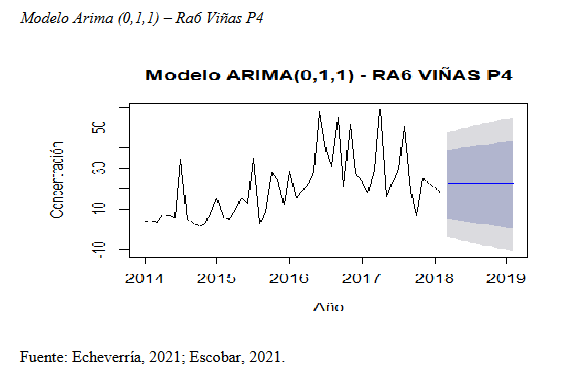 Modelo Arima (0,1,1) – Ra6 Viñas P4
Modelo ARIMA(0,1,1) - RA6 VIÑAS P4
Concentración
50
30
10
-10
2014 2015 2016 2017 2018 2019
Año
Fuente: Echeverría, 2021; Escobar, 2021.